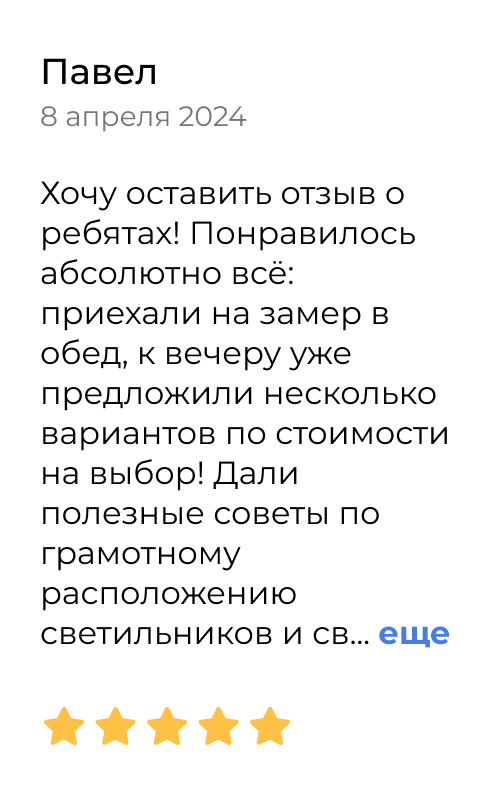 Павел
8 апреля 2024
Хочу оставить отзыв о
ребятах! Понравилось
абсолютно всё:
приехали на замер в
обед, к вечеру уже
предложили несколько
вариантов по стоимости
на выбор! Дали
полезные советы по
грамотному
расположению
светильников и св... еще